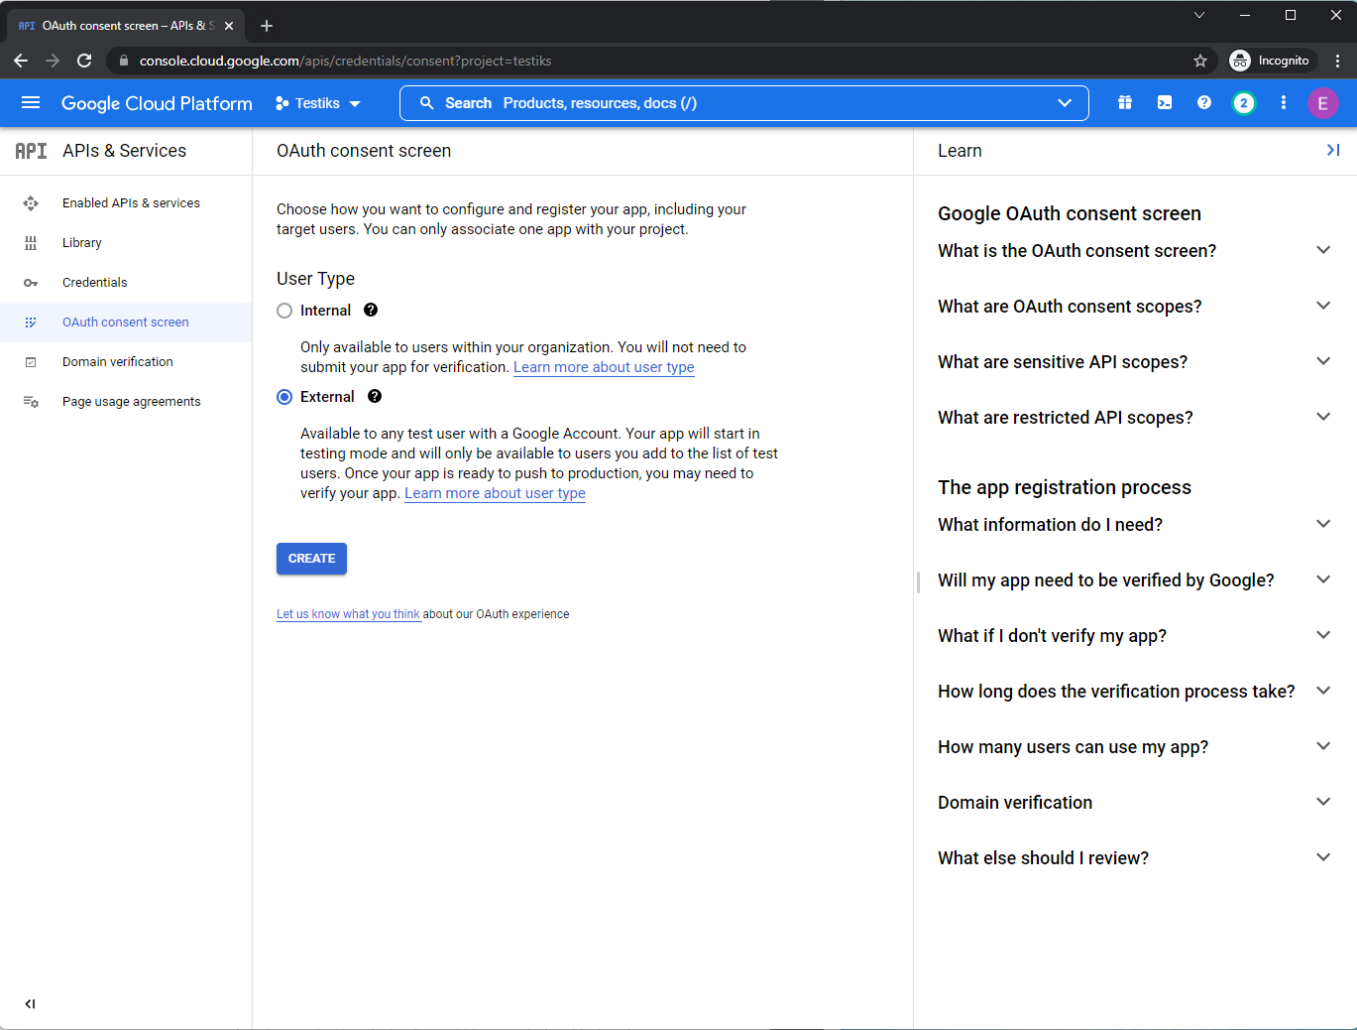 API OAuth consent screen – APIs & S
console.cloud.google.com/apis/credentials/consent?project=testiks
Incognito
Google Cloud Platform
Testiks
Search Products, resources, docs (/)
2
E
API APIs & Services
Enabled APIs & services
Library
Credentials
OAuth consent screen
Domain verification
Page usage agreements
OAuth consent screen
Choose how you want to configure and register your app, including your
target users. You can only associate one app with your project.
User Type
Internal
Only available to users within your organization. You will not need to
submit your app for verification. Learn more about user type
External
Available to any test user with a Google Account. Your app will start in
testing mode and will only be available to users you add to the list of test
users. Once your app is ready to push to production, you may need to
verify your app. Learn more about user type
CREATE
Let us know what you think about our OAuth experience
Learn
Google OAuth consent screen
What is the OAuth consent screen?
What are OAuth consent scopes?
What are sensitive API scopes?
What are restricted API scopes?
The app registration process
What information do I need?
Will my app need to be verified by Google?
What if I don't verify my app?
How long does the verification process take?
How many users can use my app?
Domain verification
What else should I review?